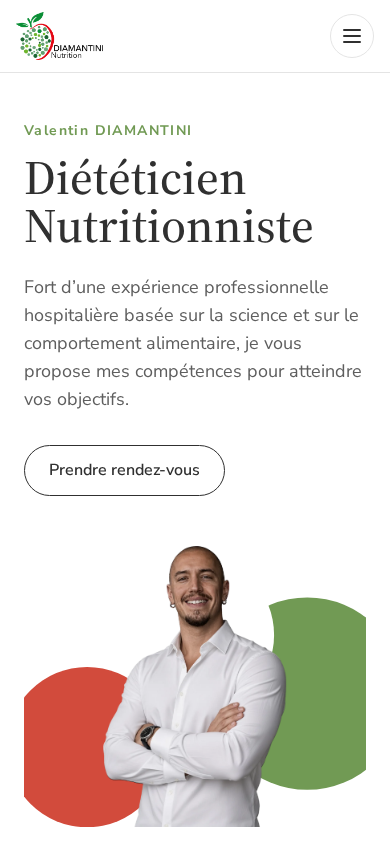 DIAMANTINI
Nutrition
Valentin DIAMANTINI
Diététicien
Nutritionniste
Fort d’une expérience professionnelle
hospitalière basée sur la science et sur le
comportement alimentaire, je vous
propose mes compétences pour atteindre
vos objectifs.
Prendre rendez-vous